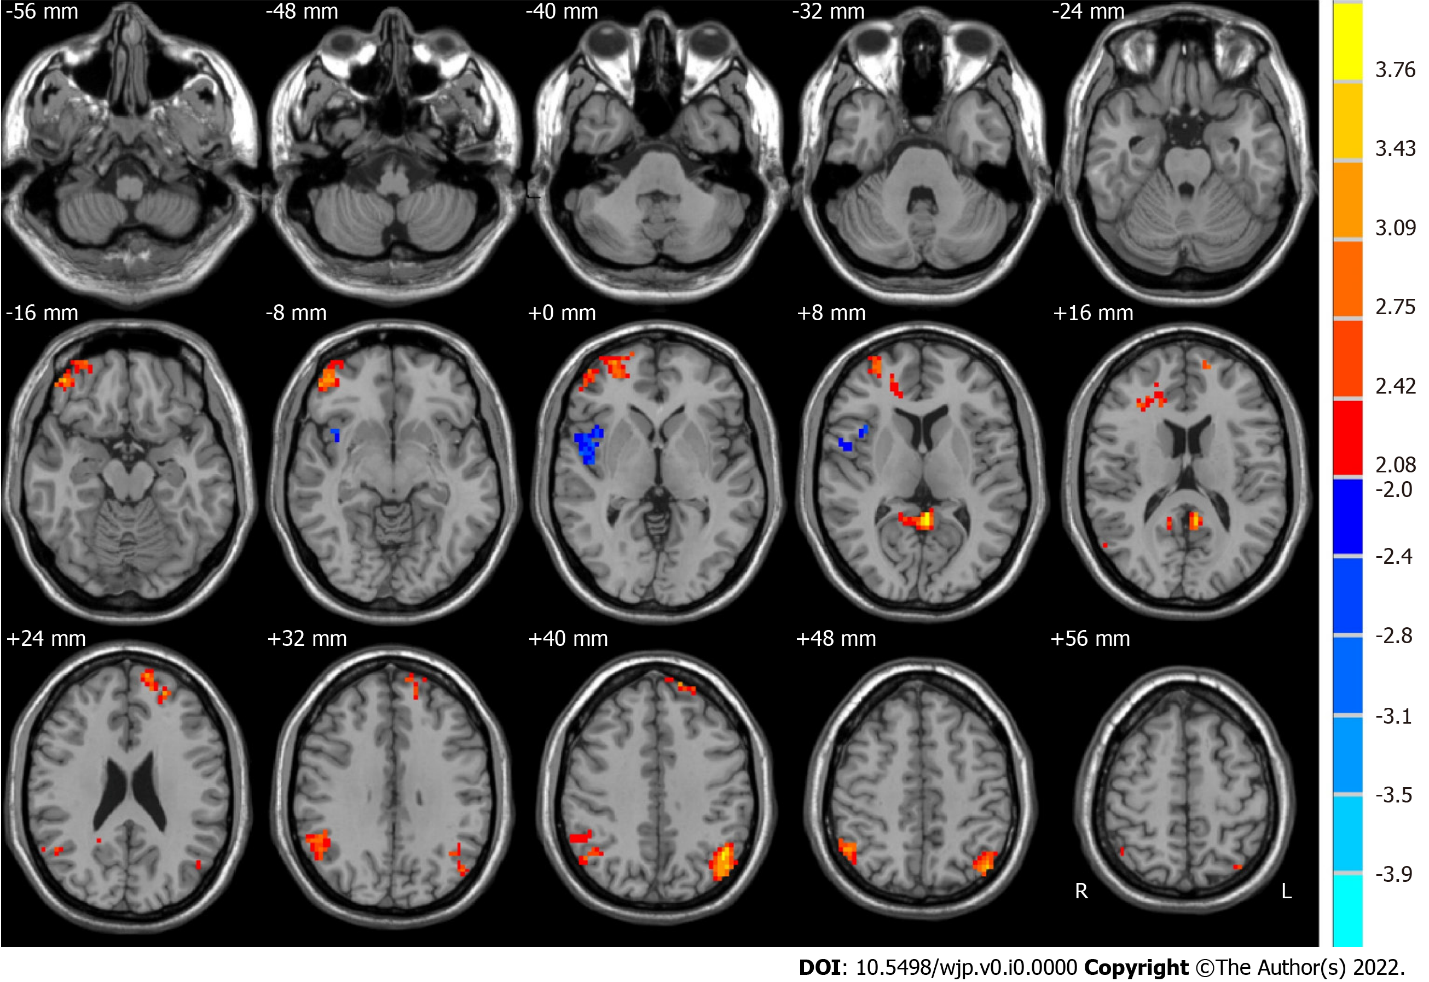 -56 mm -48 mm -40 mm -32 mm -24 mm
-16 mm -8 mm +0 mm +8 mm +16 mm
+24 mm +32 mm +40 mm +48 mm +56 mm
R L
3.76
3.43
3.09
2.75
2.42
2.08
-2.0
-2.4
-2.8
-3.1
-3.5
-3.9
DOI: 10.5498/wjp.v0.i0.0000 Copyright ©The Author(s) 2022.